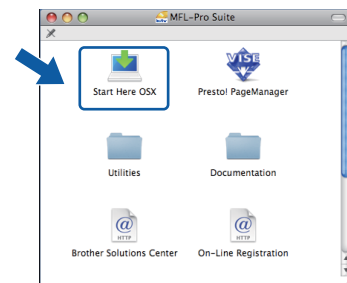 MFL-Pro Suite
Start Here OSX
VISE
Presto! PageManager
Utilities
Documentation
@
HTTP
@
HTTP
Brother Solutions Center
On-Line Registration